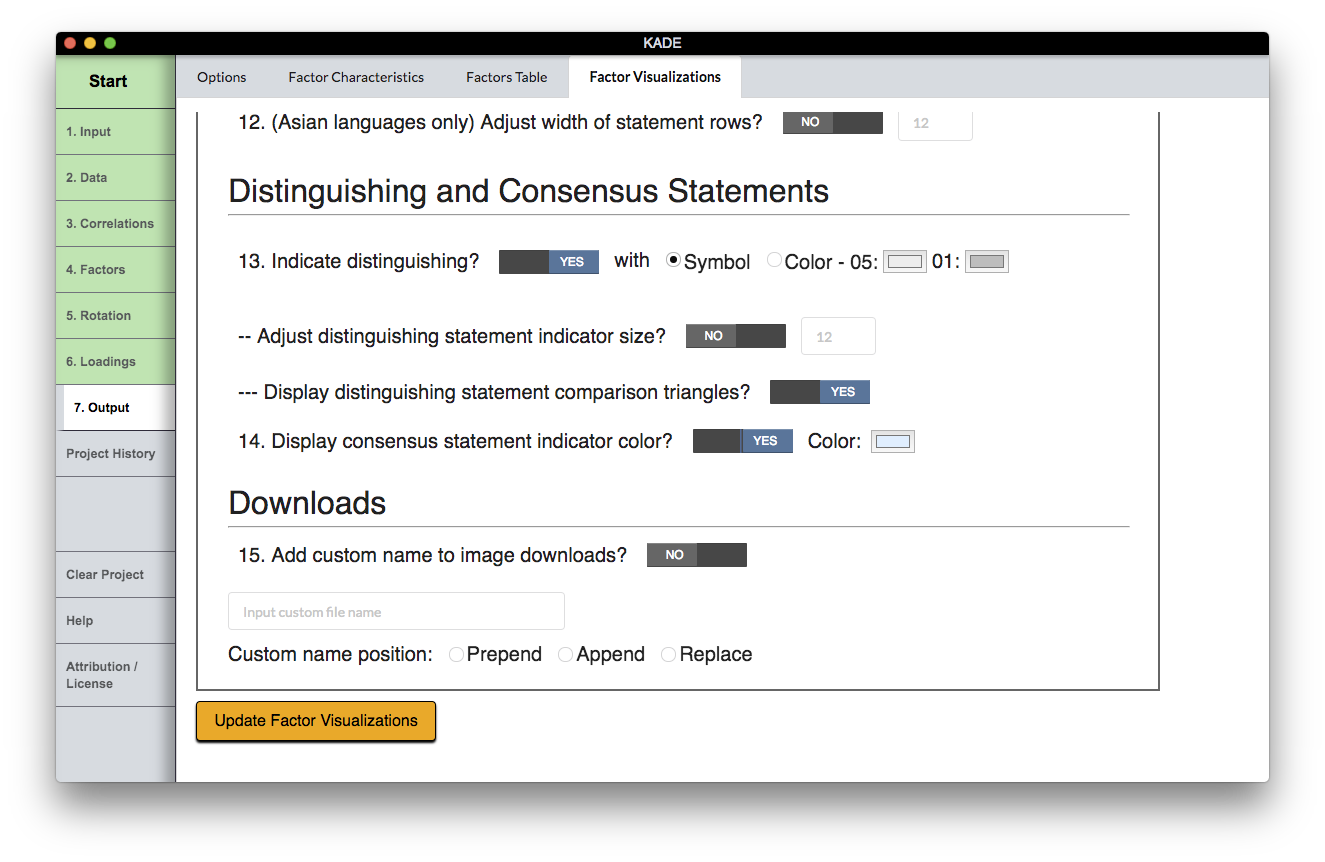 KADE
Start
Options
Factor Characteristics
Factors Table
Factor Visualizations
1. Input
2. Data
3. Correlations
4. Factors
5. Rotation
6. Loadings
7. Output
Project History
Clear Project
Help
Attribution /
License
12. (Asian languages only) Adjust width of statement rows? NO 12
Distinguishing and Consensus Statements
13. Indicate distinguishing? YES with Symbol Color - 05: 01:
-- Adjust distinguishing statement indicator size? NO 12
--- Display distinguishing statement comparison triangles? YES
14. Display consensus statement indicator color? YES Color:
Downloads
15. Add custom name to image downloads? NO
Input custom file name
Custom name position: Prepend Append Replace
Update Factor Visualizations